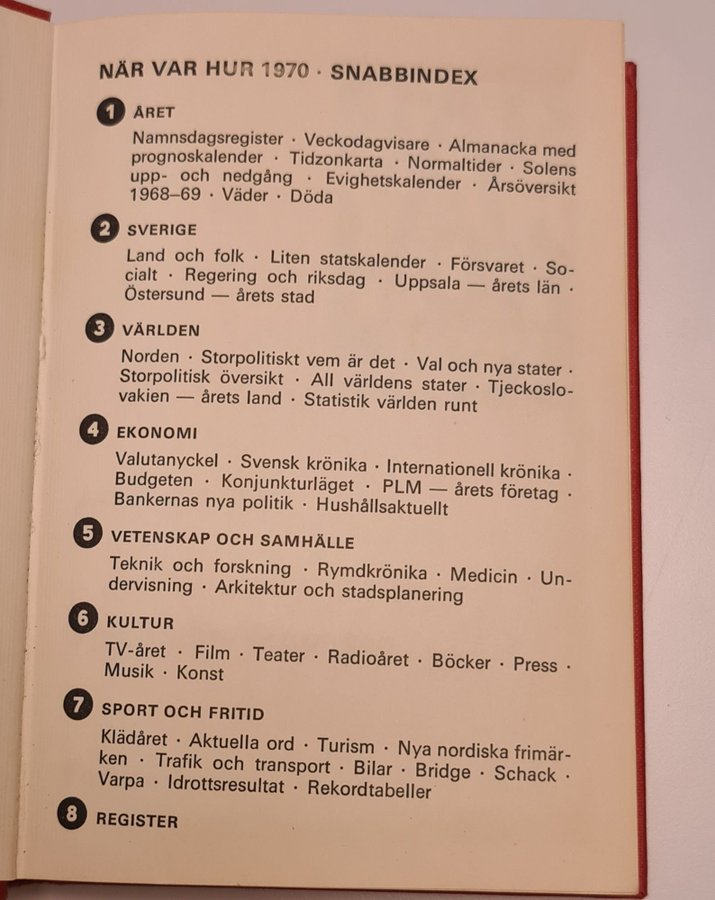 NÄR VAR HUR 1970 · SNABBINDEX
1 ÅRET
Namnsdagsregister · Veckodagvisare · Almanacka med
prognoskalender · Tidzonkarta · Normaltider · Solens
upp- och nedgång · Evighetskalender · Årsöversikt
1968–69 · Väder · Döda
2 SVERIGE
Land och folk · Liten statskalender · Försvaret · So-
cialt · Regering och riksdag · Uppsala — årets län ·
Östersund — årets stad
3 VÄRLDEN
Norden · Storpolitiskt vem är det · Val och nya stater ·
Storpolitisk översikt · All världens stater · Tjeckoslo-
vakien — årets land · Statistik världen runt
4 EKONOMI
Valutanyckel · Svensk krönika · Internationell krönika ·
Budgeten · Konjunkturläget · PLM — årets företag ·
Bankernas nya politik · Hushållsaktuellt
5 VETENSKAP OCH SAMHÄLLE
Teknik och forskning · Rymdkrönika · Medicin · Un-
dervisning · Arkitektur och stadsplanering
6 KULTUR
TV-året · Film · Teater · Radioåret · Böcker · Press ·
Musik · Konst
7 SPORT OCH FRITID
Klädåret · Aktuella ord · Turism · Nya nordiska frimär-
ken · Trafik och transport · Bilar · Bridge · Schack ·
Varpa · Idrottsresultat · Rekordtabeller
8 REGISTER